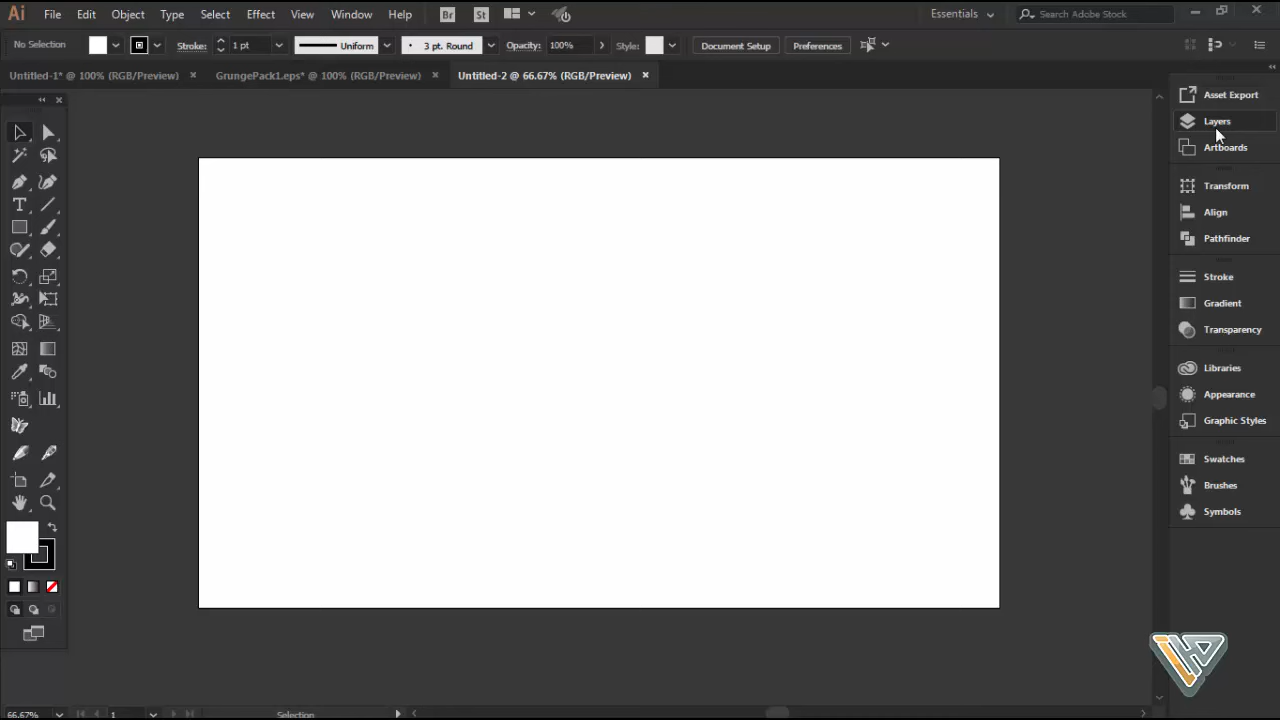 Ai File Edit Object Type Select Effect View Window Help Br St Essentials Search Adobe Stock
No Selection Stroke: 1 pt Uniform 3 pt. Round Opacity: 100% Style: Document Setup Preferences
Untitled-1* @ 100% (RGB/Preview) GrungePack1.eps* @ 100% (RGB/Preview) Untitled-2 @ 66.67% (RGB/Preview)
Asset Export
Layers
Artboards
Transform
Align
Pathfinder
Stroke
Gradient
Transparency
Libraries
Appearance
Graphic Styles
Swatches
Brushes
Symbols
66.67% 1 Selection